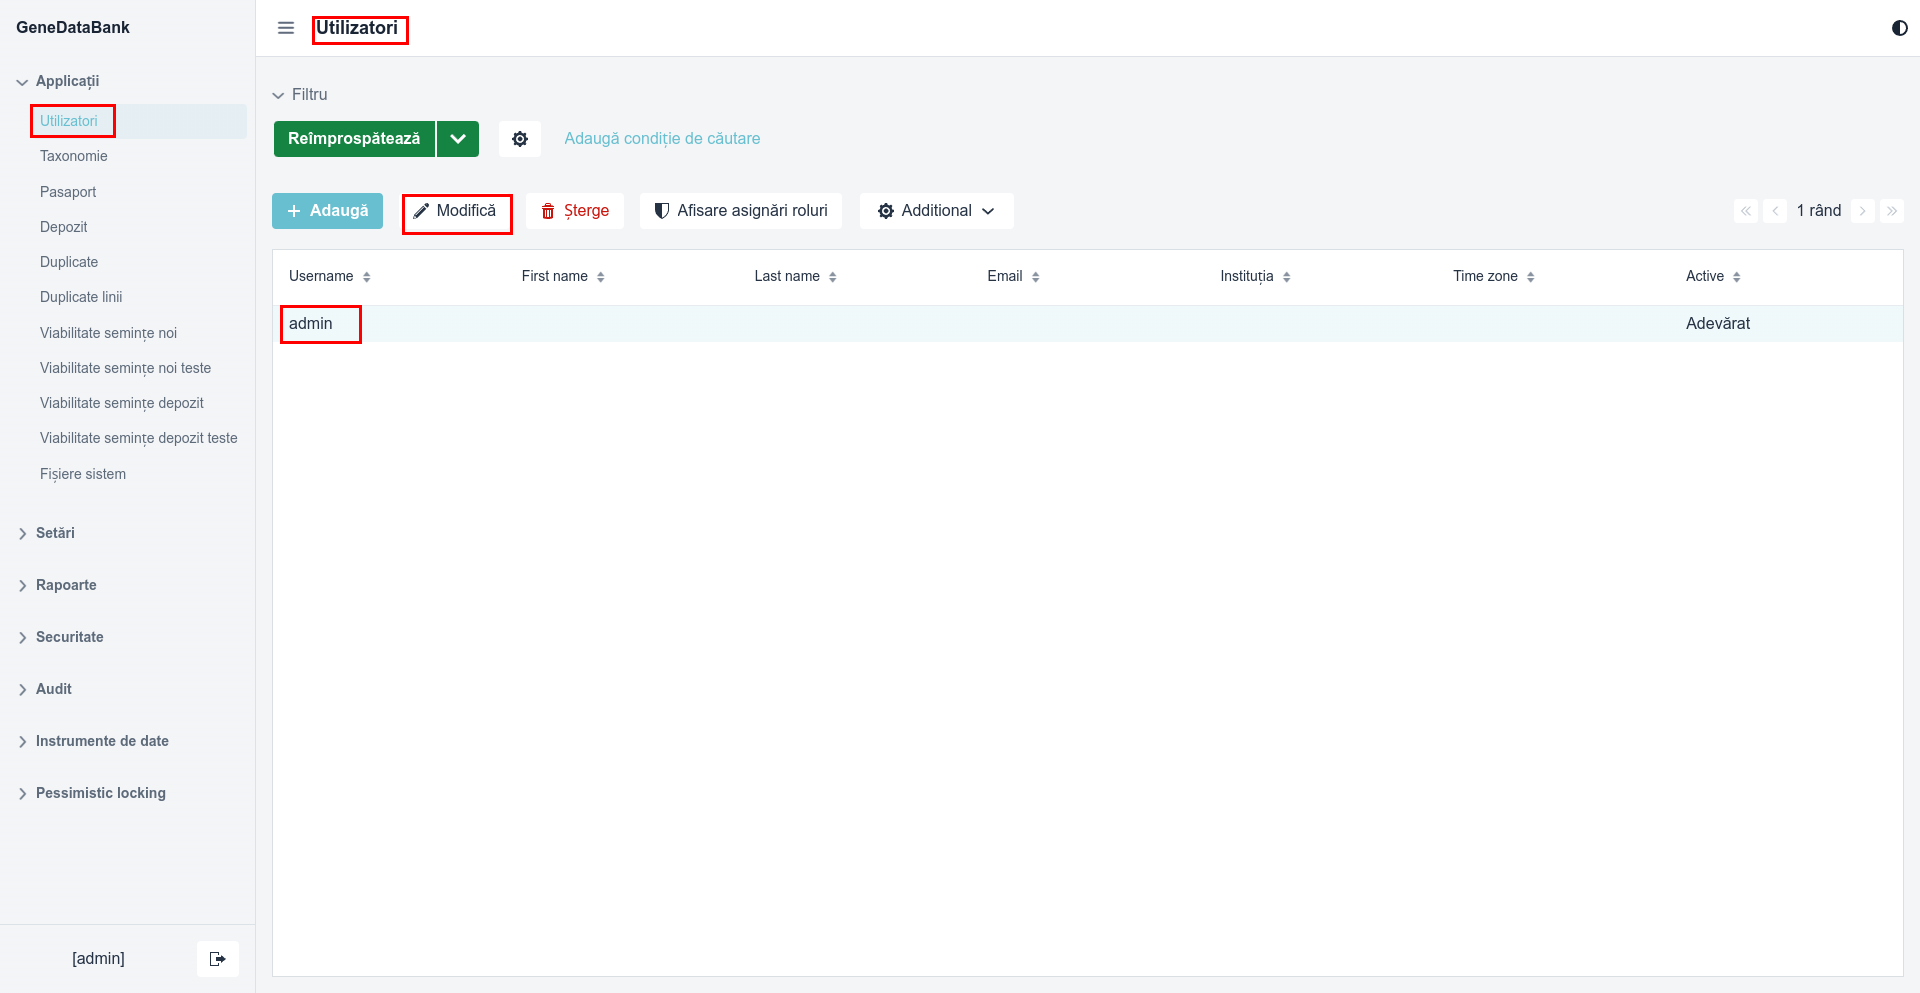 GeneDataBank
Utilizatori
Applicații
Utilizatori
Taxonomie
Pasaport
Depozit
Duplicate
Duplicate linii
Viabilitate semințe noi
Viabilitate semințe noi teste
Viabilitate semințe depozit
Viabilitate semințe depozit teste
Fișiere sistem
Setări
Rapoarte
Securitate
Audit
Instrumente de date
Pessimistic locking
[admin]
Filtru
Reîmprospătează
Adaugă condiție de căutare
Adaugă Modifică Șterge Afisare asignări roluri Additional 1 rând
Username First name Last name Email Instituția Time zone Active
admin Adevărat